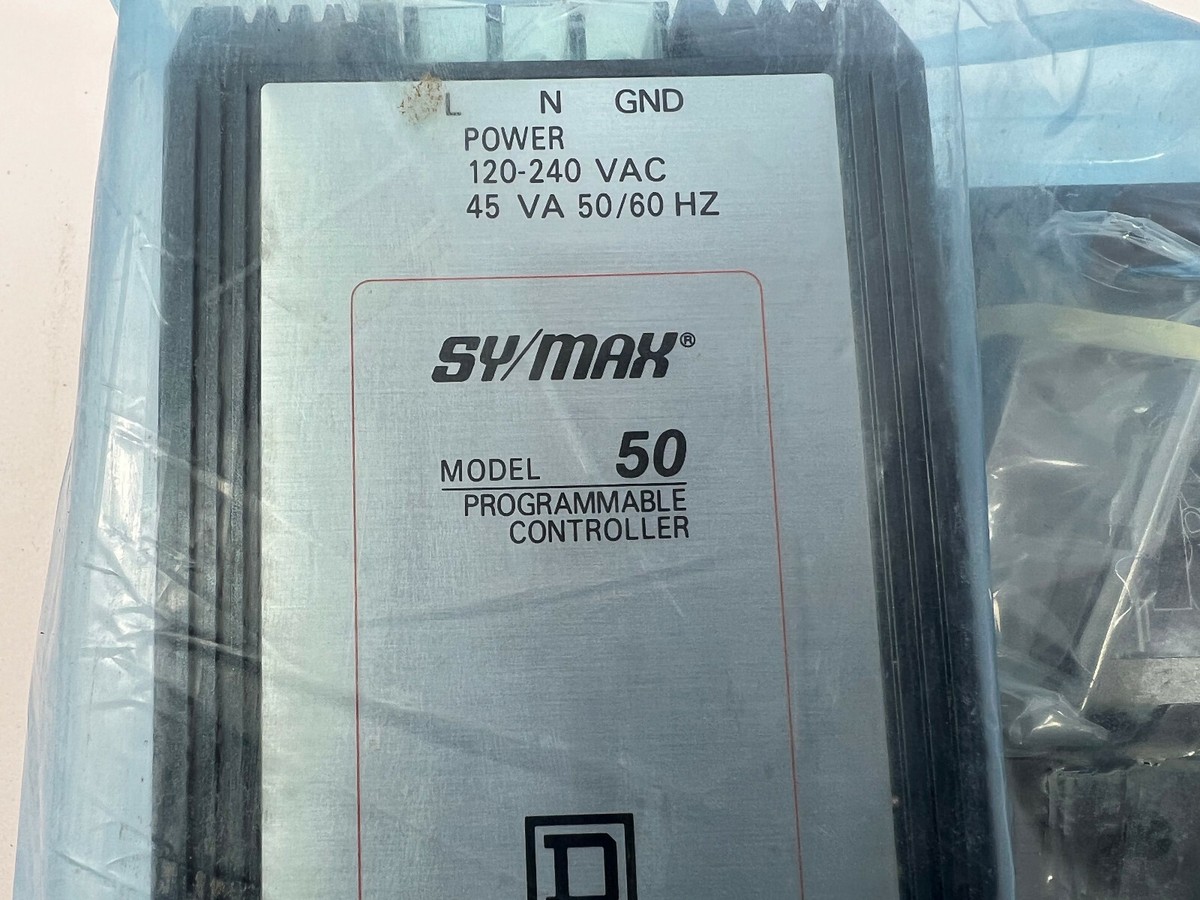 L N GND
POWER
120-240 VAC
45 VA 50/60 HZ
SY/MAX®
MODEL 50
PROGRAMMABLE
CONTROLLER
D